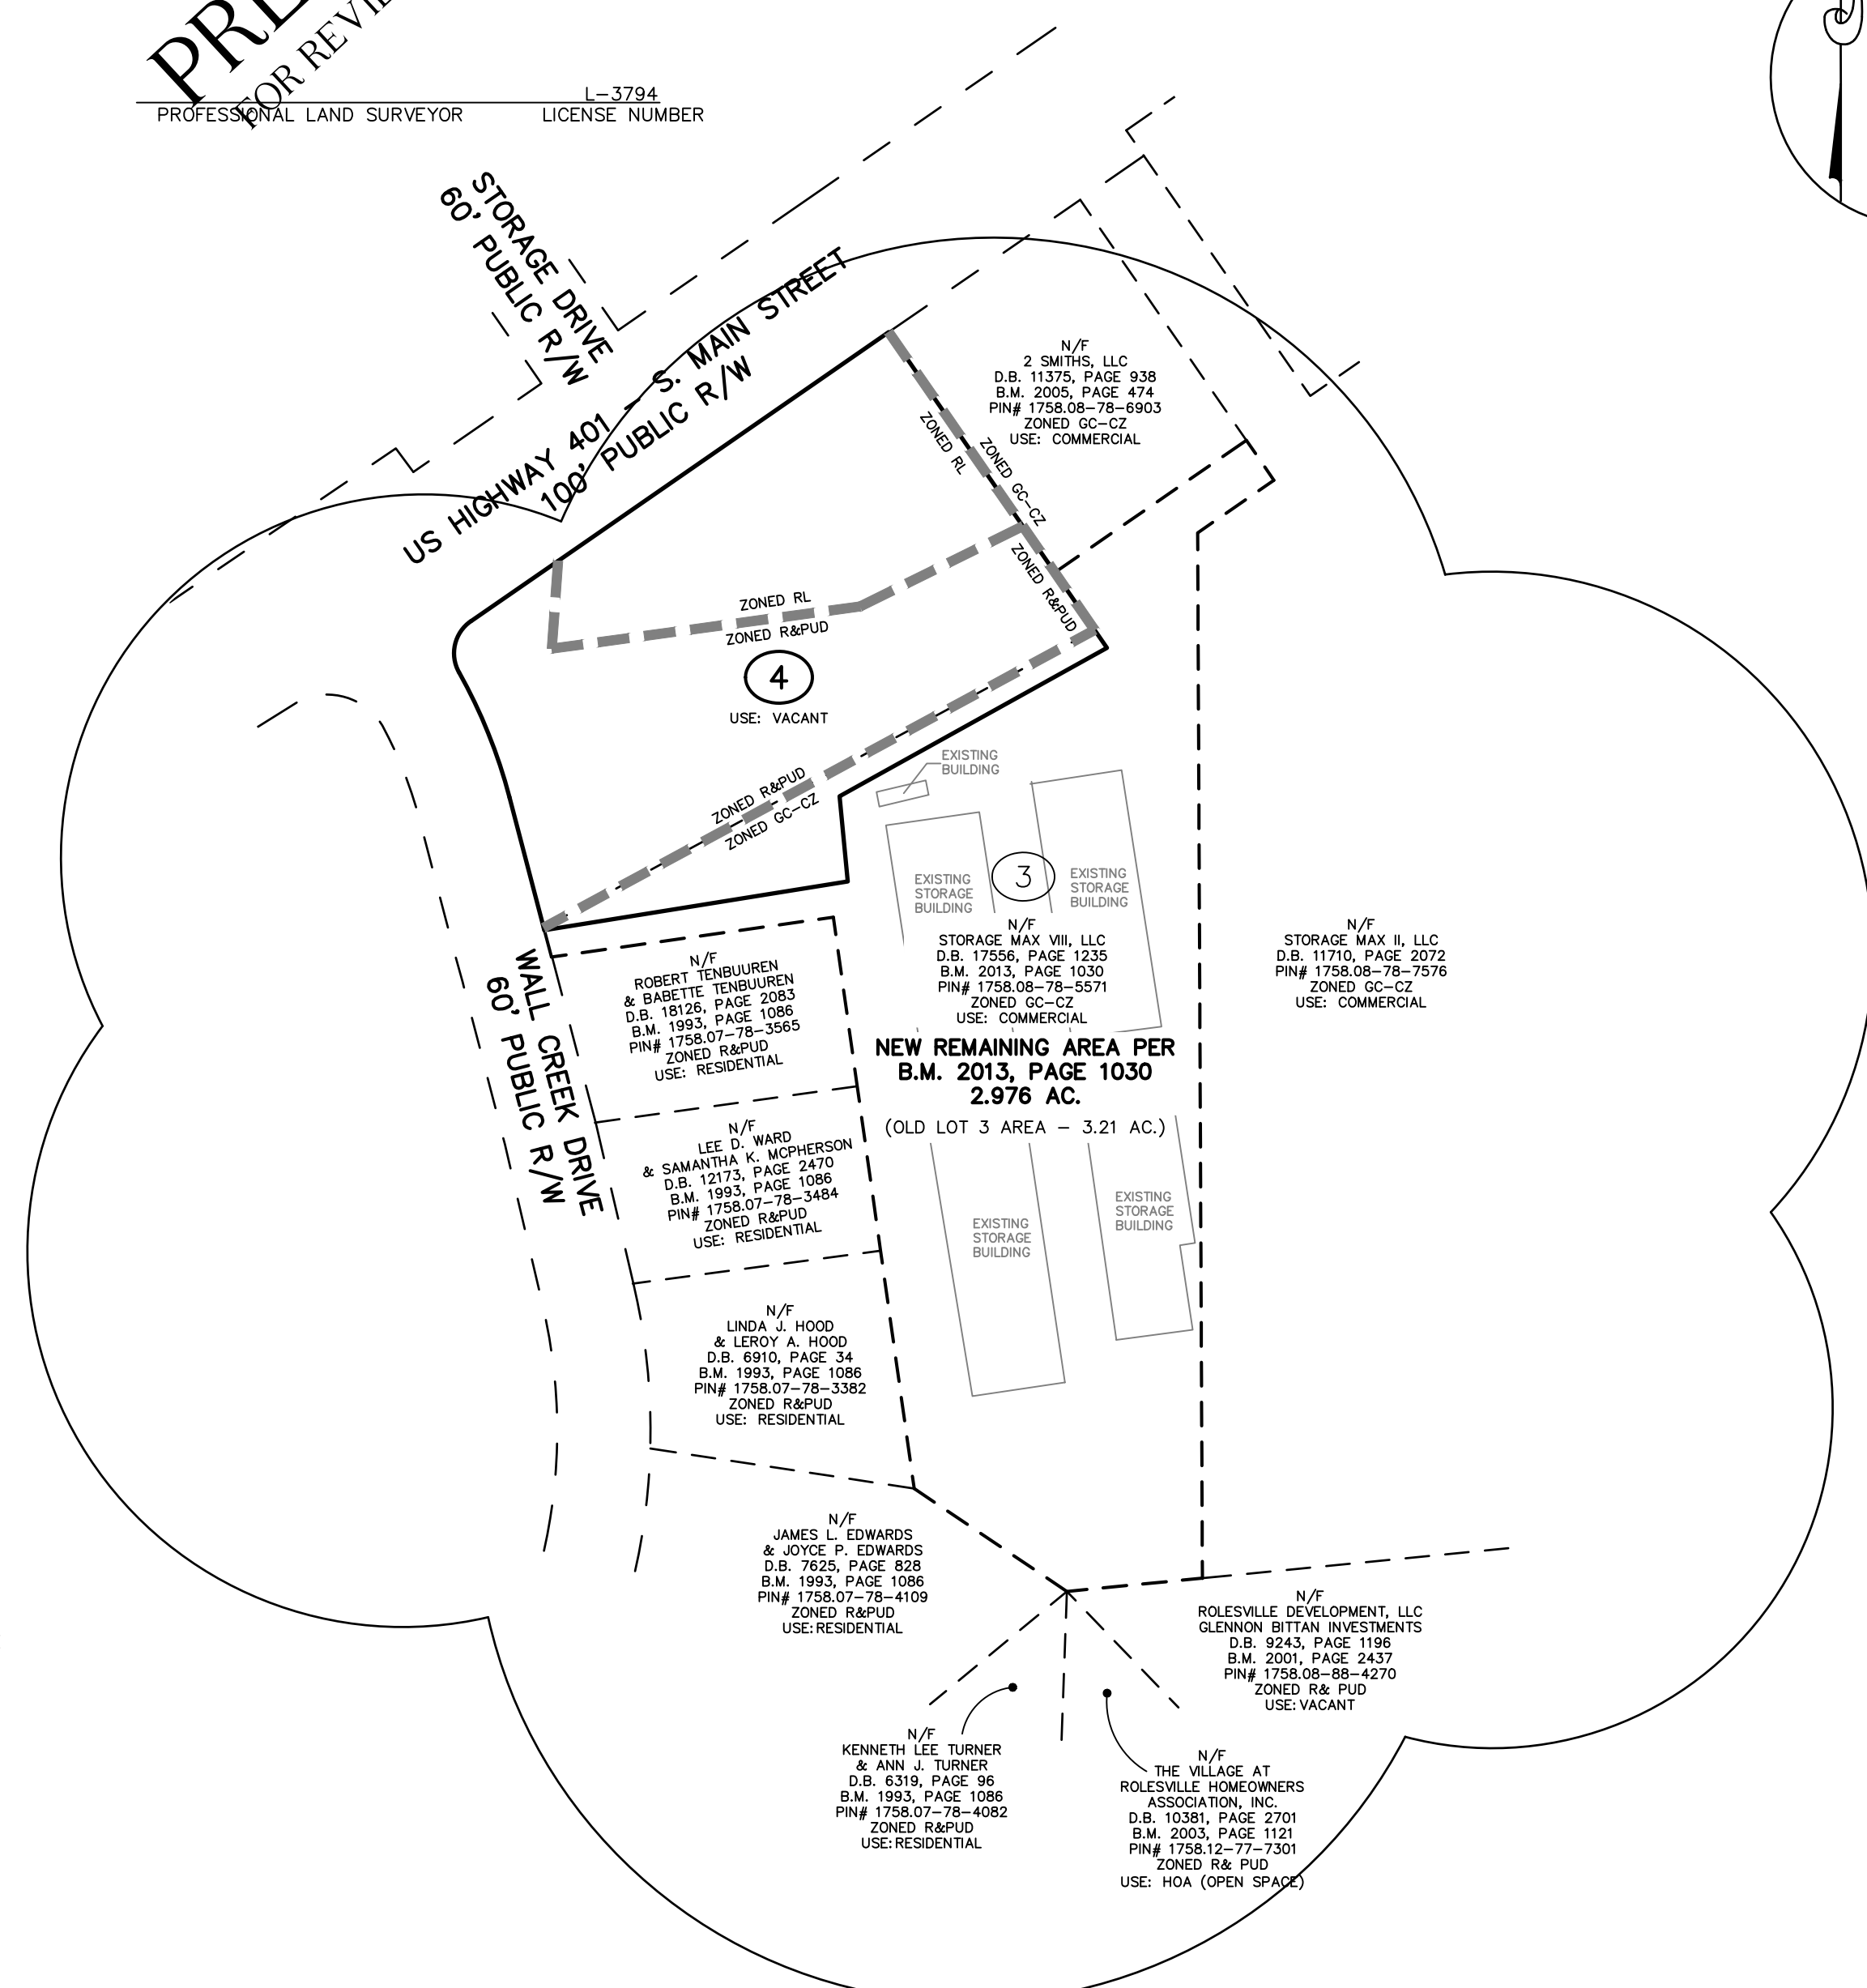 FOR REVIE
L-3794
PROFESSIONAL LAND SURVEYOR LICENSE NUMBER
STORAGE DRIVE
60' PUBLIC R/W
US HIGHWAY 401 - S. MAIN STREET
100' PUBLIC R/W
N/F
2 SMITHS, LLC
D.B. 11375, PAGE 938
B.M. 2005, PAGE 474
PIN# 1758.08-78-6903
ZONED GC-CZ
USE: COMMERCIAL
ZONED RL
ZONED GC-CZ
ZONED R&PUD
ZONED RL
ZONED R&PUD
4
USE: VACANT
ZONED R&PUD
ZONED GC-CZ
EXISTING
BUILDING
EXISTING
STORAGE
BUILDING
3
EXISTING
STORAGE
BUILDING
N/F
STORAGE MAX VIII, LLC
D.B. 17556, PAGE 1235
B.M. 2013, PAGE 1030
PIN# 1758.08-78-5571
ZONED GC-CZ
USE: COMMERCIAL
NEW REMAINING AREA PER
B.M. 2013, PAGE 1030
2.976 AC.
(OLD LOT 3 AREA - 3.21 AC.)
N/F
STORAGE MAX II, LLC
D.B. 11710, PAGE 2072
PIN# 1758.08-78-7576
ZONED GC-CZ
USE: COMMERCIAL
WALL CREEK DRIVE
60' PUBLIC R/W
N/F
ROBERT TENBUUREN
& BABETTE TENBUUREN
D.B. 18126, PAGE 2083
B.M. 1993, PAGE 1086
PIN# 1758.07-78-3565
ZONED R&PUD
USE: RESIDENTIAL
N/F
LEE D. WARD
& SAMANTHA K. MCPHERSON
D.B. 12173, PAGE 2470
B.M. 1993, PAGE 1086
PIN# 1758.07-78-3484
ZONED R&PUD
USE: RESIDENTIAL
EXISTING
STORAGE
BUILDING
EXISTING
STORAGE
BUILDING
N/F
LINDA J. HOOD
& LEROY A. HOOD
D.B. 6910, PAGE 34
B.M. 1993, PAGE 1086
PIN# 1758.07-78-3382
ZONED R&PUD
USE: RESIDENTIAL
N/F
JAMES L. EDWARDS
& JOYCE P. EDWARDS
D.B. 7625, PAGE 828
B.M. 1993, PAGE 1086
PIN# 1758.07-78-4109
ZONED R&PUD
USE: RESIDENTIAL
N/F
ROLESVILLE DEVELOPMENT, LLC
GLENNON BITTAN INVESTMENTS
D.B. 9243, PAGE 1196
B.M. 2001, PAGE 2437
PIN# 1758.08-88-4270
ZONED R& PUD
USE: VACANT
N/F
KENNETH LEE TURNER
& ANN J. TURNER
D.B. 6319, PAGE 96
B.M. 1993, PAGE 1086
PIN# 1758.07-78-4082
ZONED R&PUD
USE: RESIDENTIAL
N/F
THE VILLAGE AT
ROLESVILLE HOMEOWNERS
ASSOCIATION, INC.
D.B. 10381, PAGE 2701
B.M. 2003, PAGE 1121
PIN# 1758.12-77-7301
ZONED R& PUD
USE: HOA (OPEN SPACE)